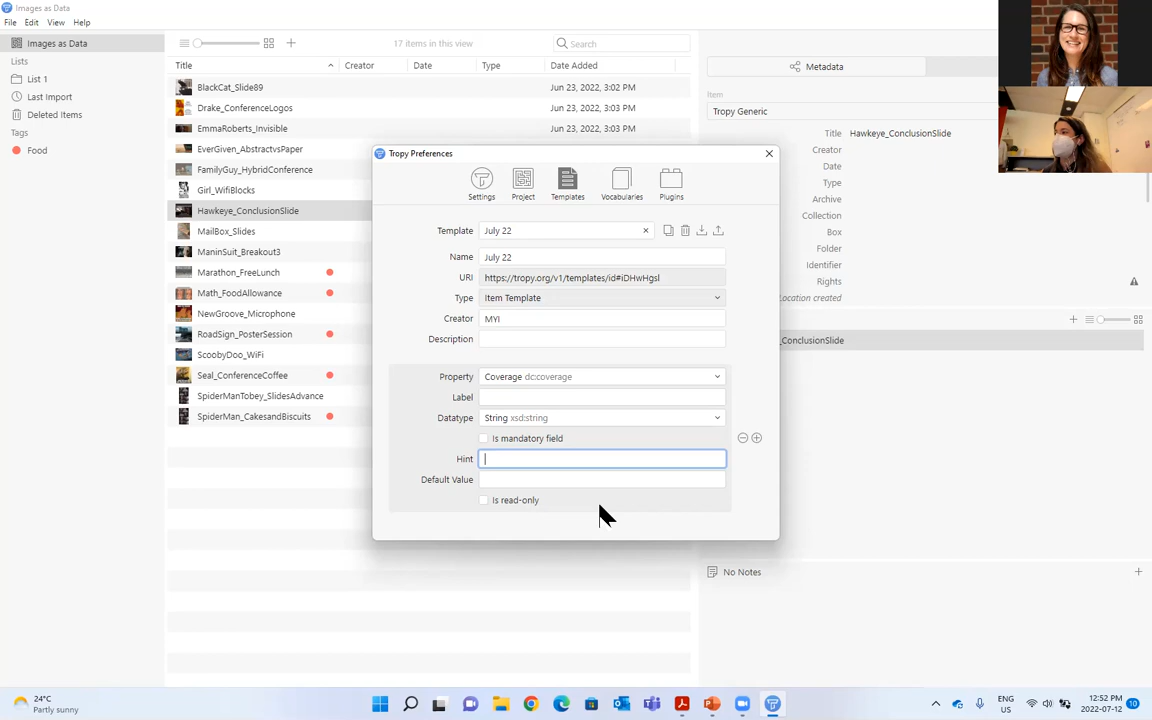 Images as Data
File Edit View Help
Images as Data
Lists
List 1
Last Import
Deleted Items
Tags
Food
17 items in this view
Search
Title Creator Date Type Date Added
BlackCat_Slide89 Jun 23, 2022, 3:02 PM
Drake_ConferenceLogos Jun 23, 2022, 3:03 PM
EmmaRoberts_Invisible Jun 23, 2022, 3:03 PM
EverGiven_AbstractvsPaper
FamilyGuy_HybridConference
Girl_WifiBlocks
Hawkeye_ConclusionSlide
MailBox_Slides
ManinSuit_Breakout3
Marathon_FreeLunch
Math_FoodAllowance
NewGroove_Microphone
RoadSign_PosterSession
ScoobyDoo_WiFi
Seal_ConferenceCoffee
SpiderManTobey_SlidesAdvance
SpiderMan_CakesandBiscuits
Tropy Preferences
Settings Project Templates Vocabularies Plugins
Template July 22
Name July 22
URI https://tropy.org/v1/templates/id#iDHwHgsl
Type Item Template
Creator MYI
Description
Property Coverage dc:coverage
Label
Datatype String xsd:string
Is mandatory field
Hint
Default Value
Is read-only
Metadata
Item
Tropy Generic
Title Hawkeye_ConclusionSlide
Creator
Date
Type
Archive
Collection
Box
Folder
Identifier
Rights
ocation created
_ConclusionSlide
No Notes
24°C
Partly sunny
ENG
US
12:52 PM
2022-07-12
10